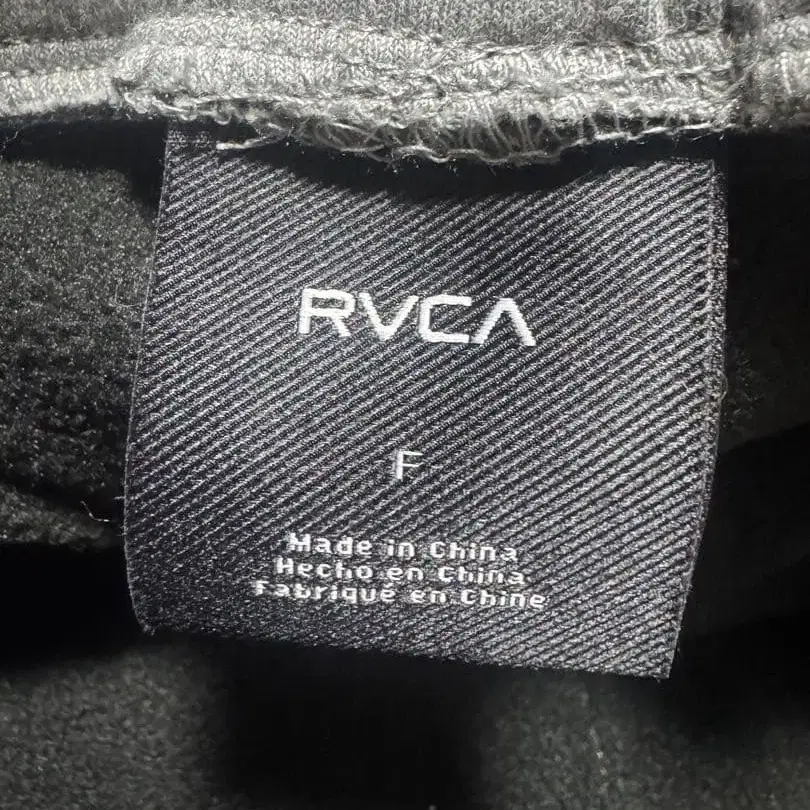 RVCA
F
Made in China
Hecho en China
Fabriqué en Chine